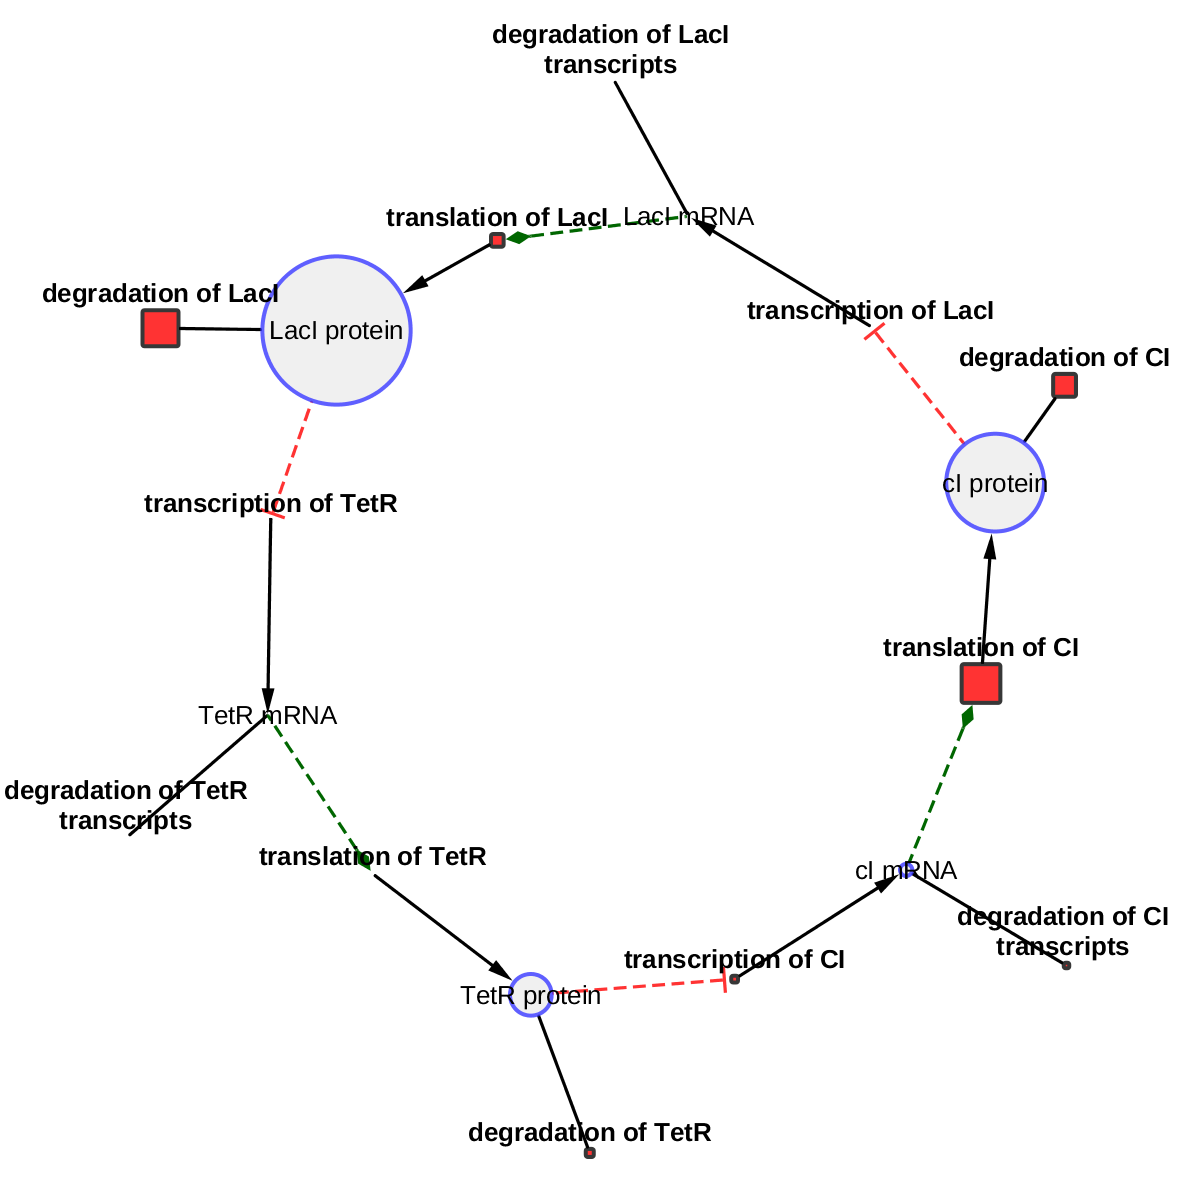 degradation of LacI
transcripts
translation of LacI
LacI mRNA
degradation of LacI
transcription of LacI
LacI protein
degradation of CI
cI protein
transcription of TetR
translation of CI
TetR mRNA
degradation of TetR
transcripts
translation of TetR
cI mRNA
degradation of CI
transcripts
transcription of CI
TetR protein
degradation of TetR